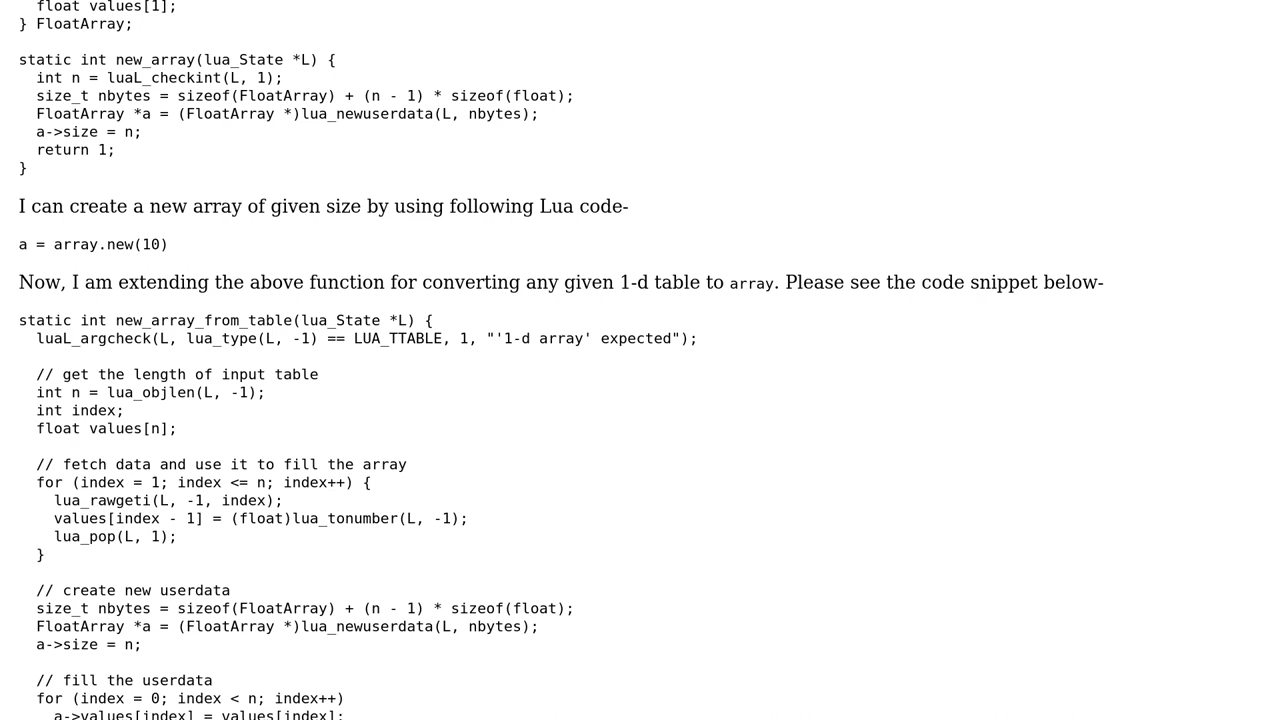 float values[1];
} FloatArray;

static int new_array(lua_State *L) {
  int n = luaL_checkint(L, 1);
  size_t nbytes = sizeof(FloatArray) + (n - 1) * sizeof(float);
  FloatArray *a = (FloatArray *)lua_newuserdata(L, nbytes);
  a->size = n;
  return 1;
}

I can create a new array of given size by using following Lua code-

a = array.new(10)

Now, I am extending the above function for converting any given 1-d table to array. Please see the code snippet below-

static int new_array_from_table(lua_State *L) {
  luaL_argcheck(L, lua_type(L, -1) == LUA_TTABLE, 1, "'1-d array' expected");

  // get the length of input table
  int n = lua_objlen(L, -1);
  int index;
  float values[n];

  // fetch data and use it to fill the array
  for (index = 1; index <= n; index++) {
    lua_rawgeti(L, -1, index);
    values[index - 1] = (float)lua_tonumber(L, -1);
    lua_pop(L, 1);
  }

  // create new userdata
  size_t nbytes = sizeof(FloatArray) + (n - 1) * sizeof(float);
  FloatArray *a = (FloatArray *)lua_newuserdata(L, nbytes);
  a->size = n;

  // fill the userdata
  for (index = 0; index < n; index++)
    a->values[index] = values[index];